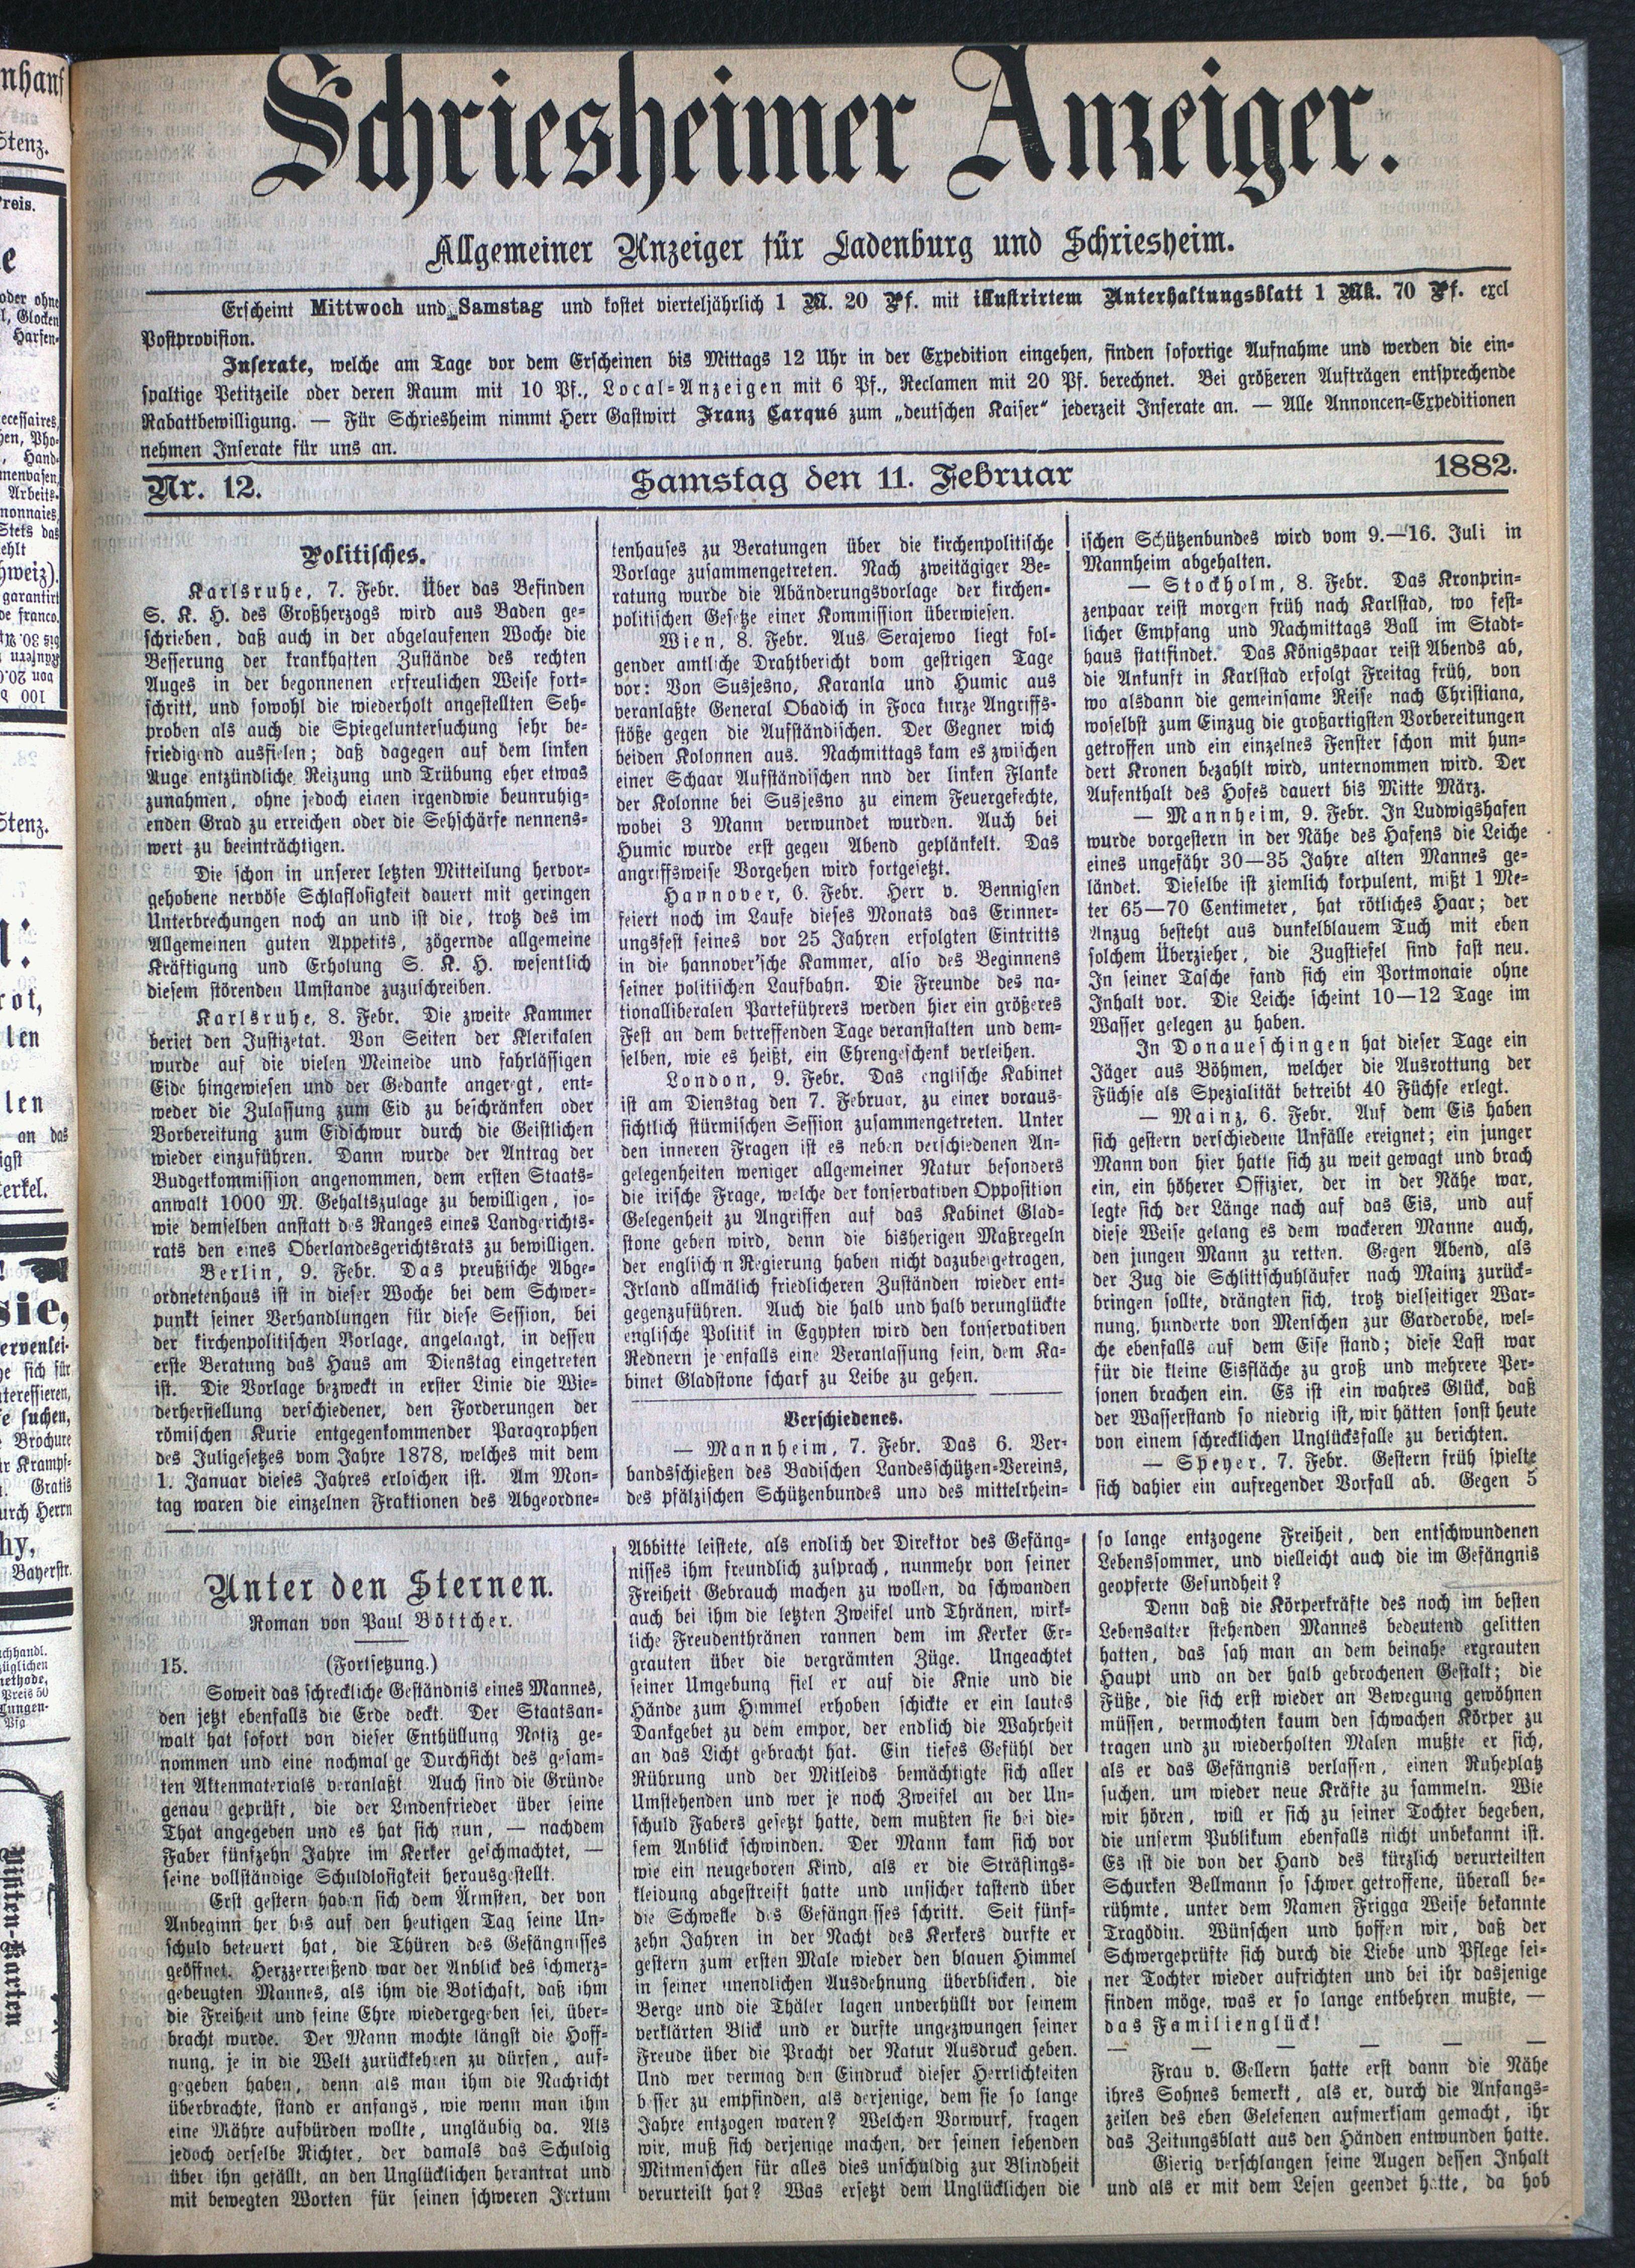 Schriesheimer Anzeiger.
Allgemeiner Anzeiger für Ladenburg und Schriesheim.
Erscheint Mittwoch und Samstag und kostet vierteljährlich 1 M. 20 Pf. mit illustrirtem Unterhaltungsblatt 1 Mk. 70 Pf. excl
Postprovision.
Inserate, welche am Tage vor dem Erscheinen bis Mittags 12 Uhr in der Expedition eingehen, finden sofortige Aufnahme und werden die ein-
spaltige Petitzeile oder deren Raum mit 10 Pf., Local-Anzeigen mit 6 Pf., Reclamen mit 20 Pf. berechnet. Bei größeren Aufträgen entsprechende
Rabattbewilligung. — Für Schriesheim nimmt Herr Gastwirt Franz Carqué zum „deutschen Kaiser“ jederzeit Inserate an. — Alle Annoncen-Expeditionen
nehmen Inserate für uns an.
Nr. 12. Samstag den 11. Februar 1882.
Politisches.
Karlsruhe, 7. Febr. Über das Befinden
S. K. H. des Großherzogs wird aus Baden ge-
schrieben, daß auch in der abgelaufenen Woche die
Besserung der krankhaften Zustände des rechten
Auges in der begonnenen erfreulichen Weise fort-
schritt, und sowohl die wiederholt angestellten Seh-
proben als auch die Spiegeluntersuchung sehr be-
friedigend ausfielen; daß dagegen auf dem linken
Auge entzündliche Reizung und Trübung eher etwas
zunahmen, ohne jedoch einen irgendwie beunruhig-
enden Grad zu erreichen oder die Sehschärfe nennens-
wert zu beeinträchtigen.
Die schon in unserer letzten Mitteilung hervor-
gehobene nervöse Schlaflosigkeit dauert mit geringen
Unterbrechungen noch an und ist die, trotz des im
Allgemeinen guten Appetits, zögernde allgemeine
Kräftigung und Erholung S. K. H. wesentlich
diesem störenden Umstande zuzuschreiben.
Karlsruhe, 8. Febr. Die zweite Kammer
beriet den Justizetat. Von Seiten der Klerikalen
wurde auf die vielen Meineide und fahrlässigen
Eide hingewiesen und der Gedanke angeregt, ent-
weder die Zulassung zum Eid zu beschränken oder
Vorbereitung zum Eidschwur durch die Geistlichen
wieder einzuführen. Dann wurde der Antrag der
Budgetkommission angenommen, dem ersten Staats-
anwalt 1000 M. Gehaltszulage zu bewilligen, so-
wie demselben anstatt des Ranges eines Landgerichts-
rats den eines Oberlandesgerichtsrats zu bewilligen.
Berlin, 9. Febr. Das preußische Abge-
ordnetenhaus ist in dieser Woche bei dem Schwer-
punkt seiner Verhandlungen für diese Session, bei
der kirchenpolitischen Vorlage, angelangt, in dessen
erste Beratung das Haus am Dienstag eingetreten
ist. Die Vorlage bezweckt in erster Linie die Wie-
derherstellung verschiedener, den Forderungen der
römischen Kurie entgegenkommender Paragraphen
des Juligesetzes vom Jahre 1878, welches mit dem
1. Januar dieses Jahres erloschen ist. Am Mon-
tag waren die einzelnen Fraktionen des Abgeordne-
tenhauses zu Beratungen über die kirchenpolitische
Vorlage zusammengetreten. Nach zweitägiger Be-
ratung wurde die Abänderungsvorlage der kirchen-
politischen Gesetze einer Kommission überwiesen.
Wien, 8. Febr. Aus Serajewo liegt fol-
gender amtliche Drahtbericht vom gestrigen Tage
vor: Von Susjesno, Karanla und Humic aus
veranlaßte General Obadich in Foca kurze Angriffs-
stöße gegen die Aufständischen. Der Gegner wich
beiden Kolonnen aus. Nachmittags kam es zwischen
einer Schaar Aufständischen nnd der linken Flanke
der Kolonne bei Susjesno zu einem Feuergefechte,
wobei 3 Mann verwundet wurden. Auch bei
Humic wurde erst gegen Abend geplänkelt. Das
angriffsweise Vorgehen wird fortgesetzt.
Hannover, 6. Febr. Herr v. Bennigsen
feiert noch im Laufe dieses Monats das Erinner-
ungsfest seines vor 25 Jahren erfolgten Eintritts
in die hannover'sche Kammer, also des Beginnens
seiner politischen Laufbahn. Die Freunde des na-
tionalliberalen Parteführers werden hier ein größeres
Fest an dem betreffenden Tage veranstalten und dem-
selben, wie es heißt, ein Ehrengeschenk verleihen.
London, 9. Febr. Das englische Kabinet
ist am Dienstag den 7. Februar, zu einer voraus-
sichtlich stürmischen Session zusammengetreten. Unter
den inneren Fragen ist es neben verschiedenen An-
gelegenheiten weniger allgemeiner Natur besonders
die irische Frage, welche der konservativen Opposition
Gelegenheit zu Angriffen auf das Kabinet Glad-
stone geben wird, denn die bisherigen Maßregeln
der englisch n Regierung haben nicht dazu beigetragen,
Irland allmälich friedlicheren Zuständen wieder ent-
gegenzuführen. Auch die halb und halb verunglückte
englische Politik in Egypten wird den konservativen
Rednern je enfalls eine Veranlassung sein, dem Ka-
binet Gladstone scharf zu Leibe zu gehen.
Verschiedenes.
— Mannheim, 7. Febr. Das 6. Ver-
bandsschießen des Badischen Landesschützen-Vereins,
des pfälzischen Schützenbundes und des mittelrhein-
ischen Schützenbundes wird vom 9.—16. Juli in
Mannheim abgehalten.
— Stockholm, 8. Febr. Das Kronprin-
zenpaar reist morgen früh nach Karlstad, wo fest-
licher Empfang und Nachmittags Ball im Stadt-
haus stattfindet. Das Königspaar reist Abends ab,
die Ankunft in Karlstad erfolgt Freitag früh, von
wo alsdann die gemeinsame Reise nach Christiana,
woselbst zum Einzug die großartigsten Vorbereitungen
getroffen und ein einzelnes Fenster schon mit hun-
dert Kronen bezahlt wird, unternommen wird. Der
Aufenthalt des Hofes dauert bis Mitte März.
— Mannheim, 9. Febr. In Ludwigshafen
wurde vorgestern in der Nähe des Hafens die Leiche
eines ungefähr 30—35 Jahre alten Mannes ge-
ländet. Dieselbe ist ziemlich korpulent, mißt 1 Me-
ter 65—70 Centimeter, hat rötliches Haar; der
Anzug besteht aus dunkelblauem Tuch mit eben
solchem Überzieher, die Zugstiefel sind fast neu.
In seiner Tasche fand sich ein Portmonaie ohne
Inhalt vor. Die Leiche scheint 10—12 Tage im
Wasser gelegen zu haben.
In Donaueschingen hat dieser Tage ein
Jäger aus Böhmen, welcher die Ausrottung der
Füchse als Spezialität betreibt 40 Füchse erlegt.
— Mainz, 6. Febr. Auf dem Eis haben
sich gestern verschiedene Unfälle ereignet; ein junger
Mann von hier hatte sich zu weit gewagt und brach
ein, ein höherer Offizier, der in der Nähe war,
legte sich der Länge nach auf das Eis, und auf
diese Weise gelang es dem wackeren Manne auch,
den jungen Mann zu retten. Gegen Abend, als
der Zug die Schlittschuhläufer nach Mainz zurück-
bringen sollte, drängten sich, trotz vielseitiger War-
nung, hunderte von Menschen zur Garderobe, wel-
che ebenfalls auf dem Eise stand; diese Last war
für die kleine Eisfläche zu groß und mehrere Per-
sonen brachen ein. Es ist ein wahres Glück, daß
der Wasserstand so niedrig ist, wir hätten sonst heute
von einem schrecklichen Unglücksfalle zu berichten.
— Speyer, 7. Febr. Gestern früh spielte
sich dahier ein aufregender Vorfall ab. Gegen 5
Unter den Sternen.
Roman von Paul Böttcher.
15. (Fortsetzung.)
Soweit das schreckliche Geständnis eines Mannes,
den jetzt ebenfalls die Erde deckt. Der Staatsan-
walt hat sofort von dieser Enthüllung Notiz ge-
nommen und eine nochmal ge Durchsicht des gesam-
ten Aktenmaterials veranlaßt. Auch sind die Gründe
genau geprüft, die der Lindenfrieder über seine
That angegeben und es hat sich nun, — nachdem
Faber fünfzehn Jahre im Kerker geschmachtet, —
seine vollständige Schuldlosigkeit herausgestellt.
Erst gestern haben sich dem Ärmsten, der von
Anbeginn her bis auf den heutigen Tag seine Un-
schuld beteuert hat, die Thüren des Gefängnisses
geöffnet. Herzzerreißend war der Anblick des schmerz-
gebeugten Mannes, als ihm die Botschaft, daß ihm
die Freiheit und seine Ehre wiedergegeben sei, über-
bracht wurde. Der Mann mochte längst die Hoff-
nung, je in die Welt zurückkehren zu dürfen, auf-
gegeben haben, denn als man ihm die Nachricht
überbrachte, stand er anfangs, wie wenn man ihm
eine Mähre aufbürden wollte, ungläubig da. Als
jedoch derselbe Richter, der damals das Schuldig
über ihn gefällt, an den Unglücklichen herantrat und
mit bewegten Worten für seinen schweren Irrtum
Abbitte leistete, als endlich der Direktor des Gefäng-
nisses ihm freundlich zusprach, nunmehr von seiner
Freiheit Gebrauch machen zu wollen, da schwanden
auch bei ihm die letzten Zweifel und Thränen, wirk-
liche Freudenthränen rannen dem im Kerker Er-
grauten über die vergrämten Züge. Ungeachtet
seiner Umgebung fiel er auf die Knie und die
Hände zum Himmel erhoben schickte er ein lautes
Dankgebet zu dem empor, der endlich die Wahrheit
an das Licht gebracht hat. Ein tiefes Gefühl der
Rührung und der Mitleids bemächtigte sich aller
Umstehenden und wer je noch Zweifel an der Un-
schuld Fabers gesetzt hatte, dem mußten sie bei die-
sem Anblick schwinden. Der Mann kam sich vor
wie ein neugeboren Kind, als er die Sträflings-
kleidung abgestreift hatte und unsicher tastend über
die Schwelle des Gefängnisses schritt. Seit fünf-
zehn Jahren in der Nacht des Kerkers durfte er
gestern zum ersten Male wieder den blauen Himmel
in seiner unendlichen Ausdehnung überblicken, die
Berge und die Thäler lagen unverhüllt vor seinem
verklärten Blick und er durfte ungezwungen seiner
Freude über die Pracht der Natur Ausdruck geben.
Und wer vermag den Eindruck dieser Herrlichkeiten
b sser zu empfinden, als derjenige, dem sie so lange
Jahre entzogen waren? Welchen Vorwurf, fragen
wir, muß sich derjenige machen, der seinen sehenden
Mitmenschen für alles dies unschuldig zur Blindheit
verurteilt hat? Was ersetzt dem Unglücklichen die
so lange entzogene Freiheit, den entschwundenen
Lebenssommer, und vielleicht auch die im Gefängnis
geopferte Gesundheit?
Denn daß die Körperkräfte des noch im besten
Lebensalter stehenden Mannes bedeutend gelitten
hatten, das sah man an dem beinahe ergrauten
Haupt und an der halb gebrochenen Gestalt; die
Füße, die sich erst wieder an Bewegung gewöhnen
müssen, vermochten kaum den schwachen Körper zu
tragen und zu wiederholten Malen mußte er sich,
als er das Gefängnis verlassen, einen Ruheplatz
suchen, um wieder neue Kräfte zu sammeln. Wie
wir hören, will er sich zu seiner Tochter begeben,
die unserm Publikum ebenfalls nicht unbekannt ist.
Es ist die von der Hand des kürzlich verurteilten
Schurken Bellmann so schwer getroffene, überall be-
rühmte, unter dem Namen Frigga Weise bekannte
Tragödin. Wünschen und hoffen wir, daß der
Schwergeprüfte sich durch die Liebe und Pflege sei-
ner Tochter wieder aufrichten und bei ihr dasjenige
finden möge, was er so lange entbehren mußte, —
das Familienglück!
— — — — — —
Frau v. Gellern hatte erst dann die Nähe
ihres Sohnes bemerkt, als er, durch die Anfangs-
zeilen des eben Gelesenen aufmerksam gemacht, ihr
das Zeitungsblatt aus den Händen entwunden hatte.
Gierig verschlangen seine Augen dessen Inhalt
und als er mit dem Lesen geendet hatte, da hob